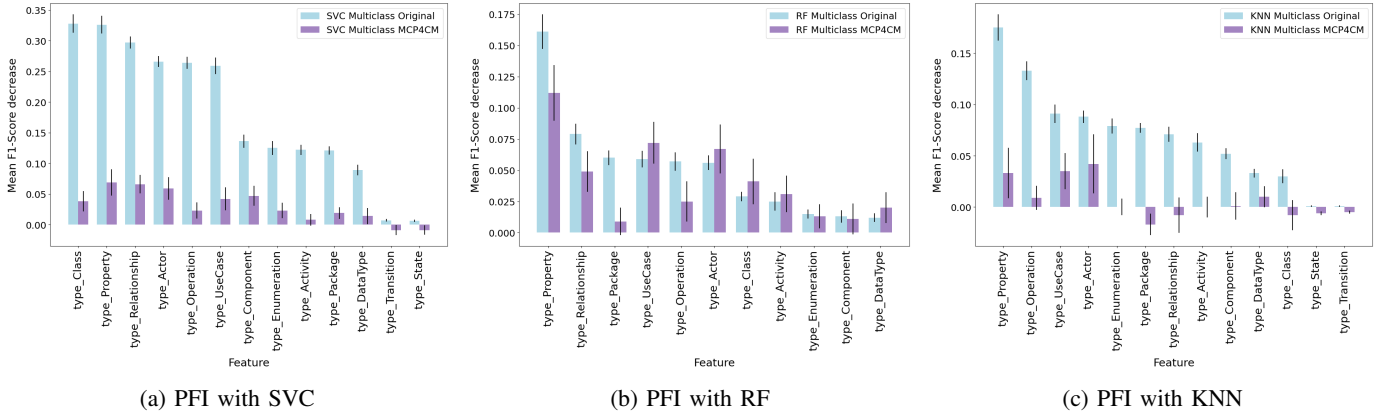 SVC Multiclass Original
SVC Multiclass MCP4CM
Mean F1-Score decrease
0.35
0.30
0.25
0.20
0.15
0.10
0.05
0.00
type_Class
type_Property
type_Relationship
type_Actor
type_Operation
type_UseCase
type_Component
type_Enumeration
type_Activity
type_Package
type_DataType
type_Transition
type_State
Feature
(a) PFI with SVC
RF Multiclass Original
RF Multiclass MCP4CM
Mean F1-Score decrease
0.175
0.150
0.125
0.100
0.075
0.050
0.025
0.000
type_Property
type_Relationship
type_Package
type_UseCase
type_Operation
type_Actor
type_Class
type_Activity
type_Enumeration
type_Component
type_DataType
Feature
(b) PFI with RF
KNN Multiclass Original
KNN Multiclass MCP4CM
Mean F1-Score decrease
0.15
0.10
0.05
0.00
type_Property
type_Operation
type_UseCase
type_Actor
type_Enumeration
type_Package
type_Relationship
type_Activity
type_Component
type_DataType
type_Class
type_State
type_Transition
Feature
(c) PFI with KNN